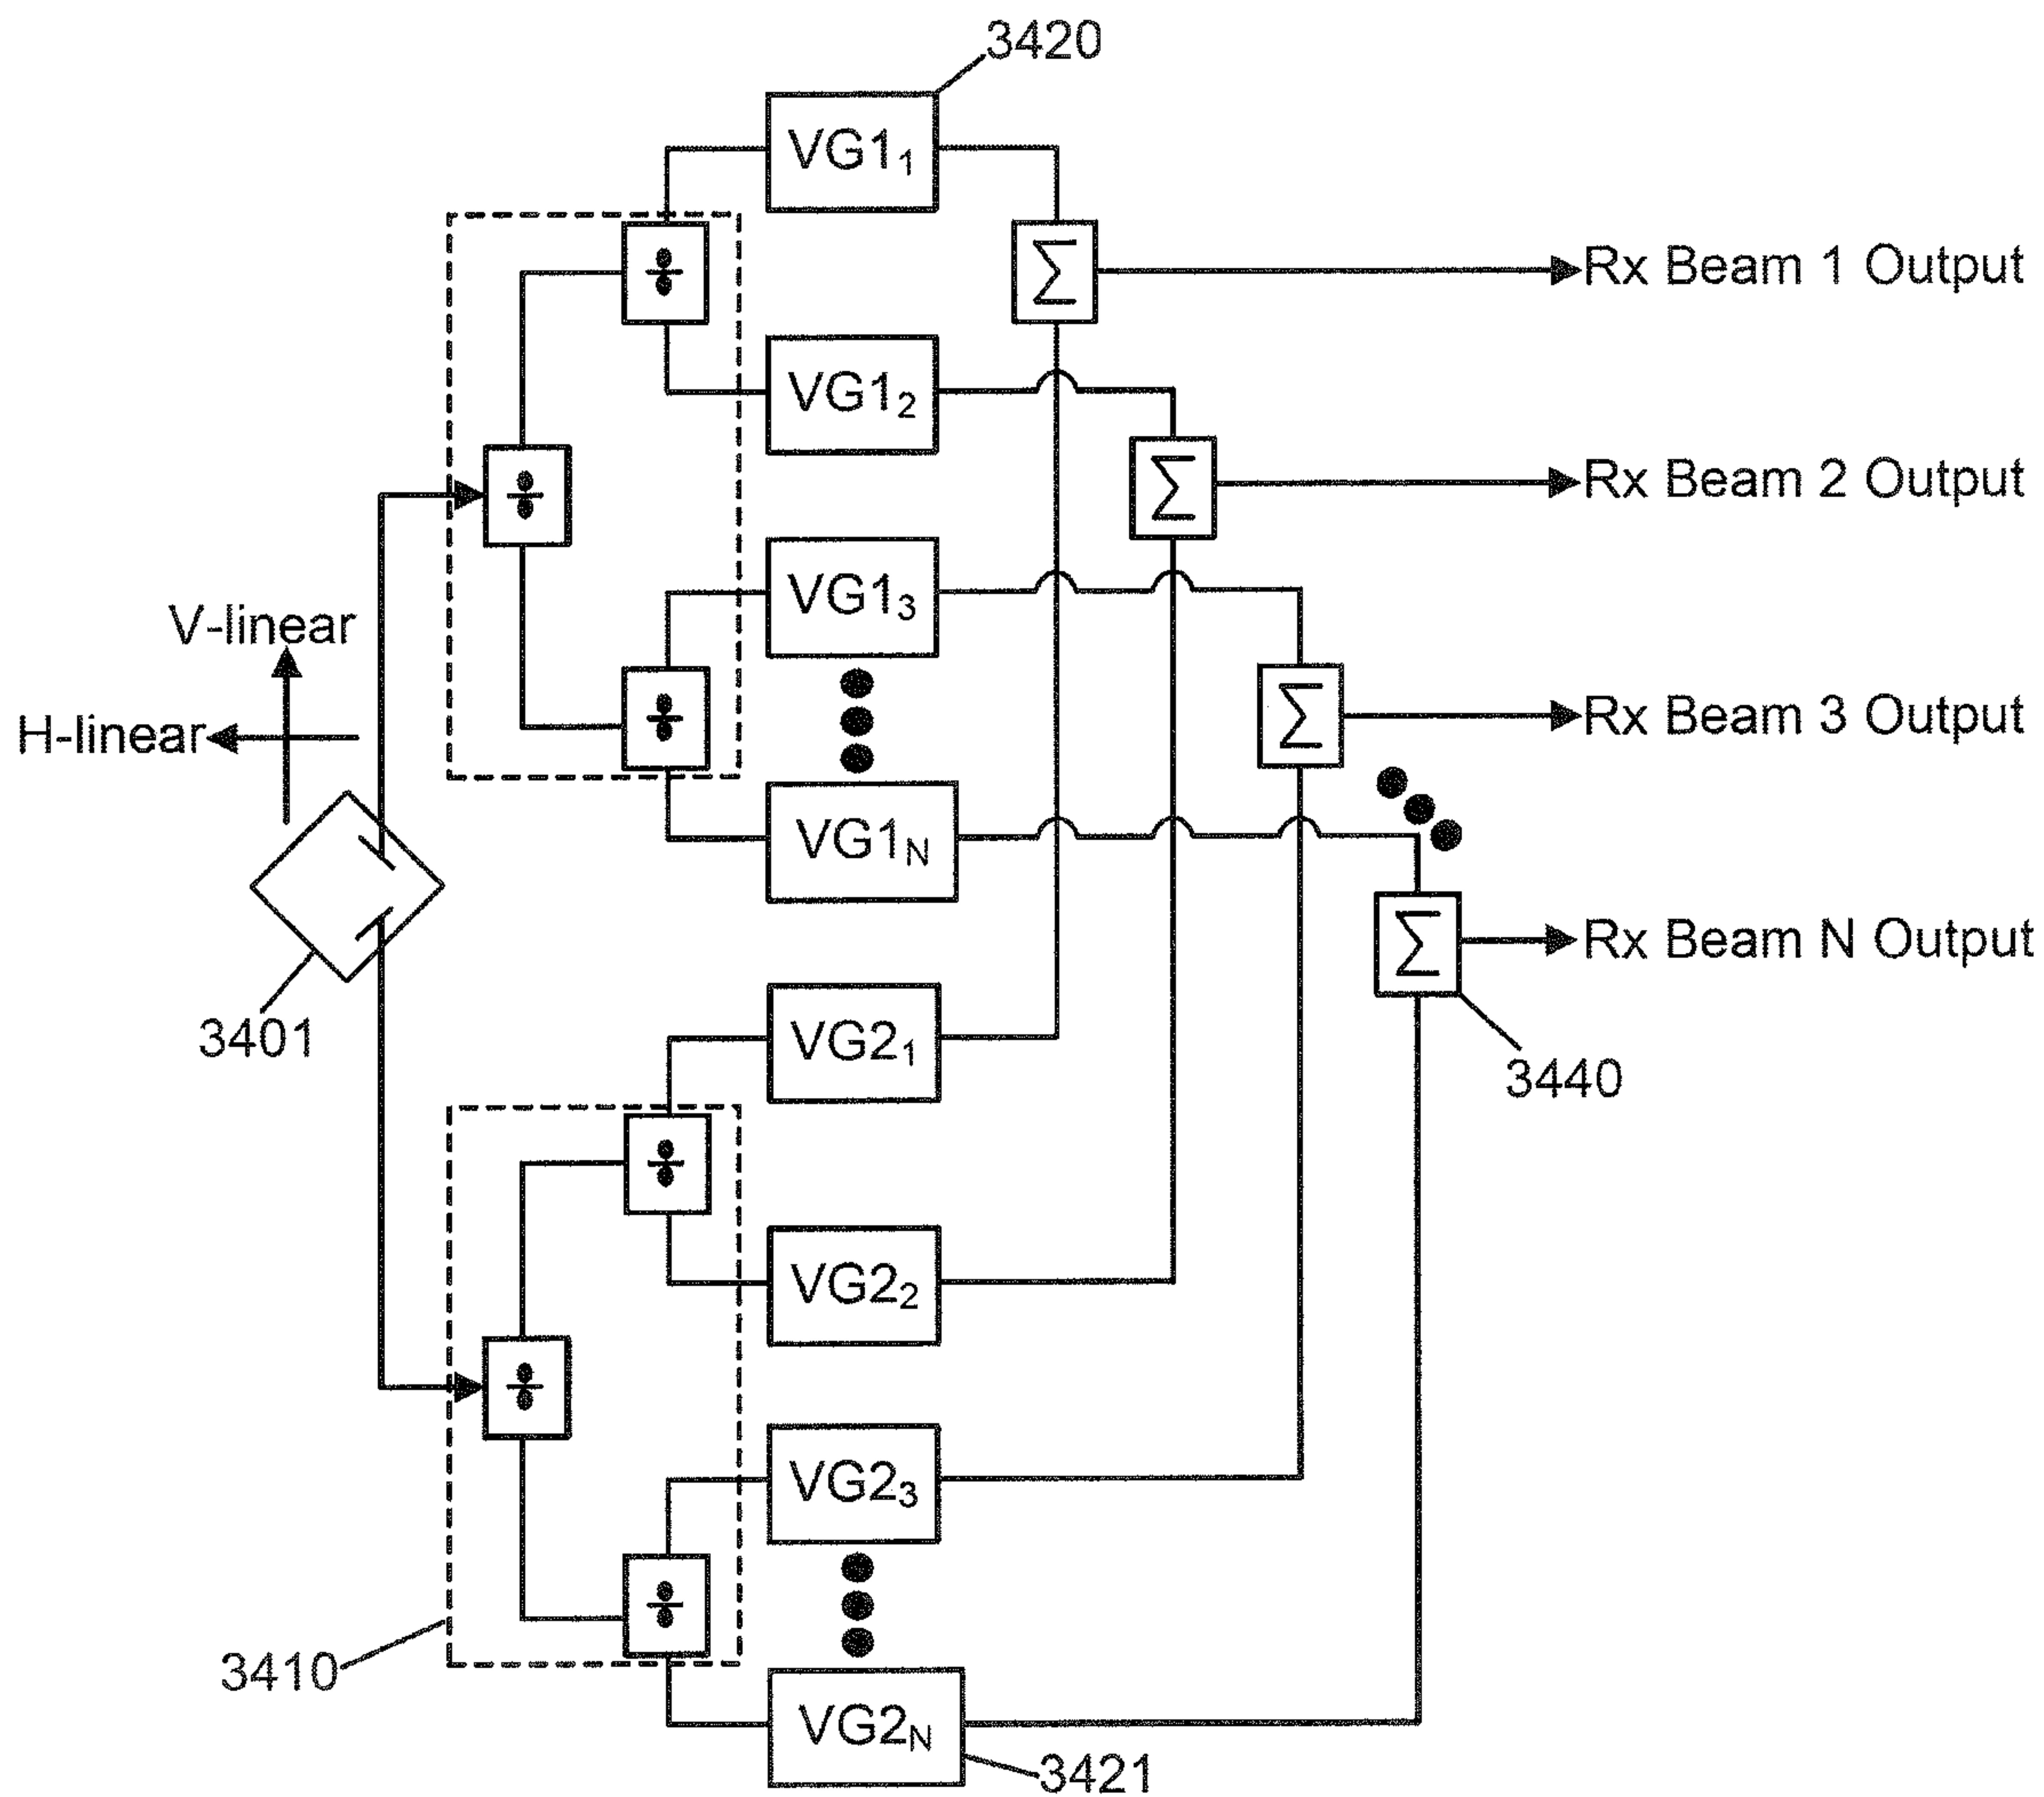 3420
VG1₁
÷
Σ
Rx Beam 1 Output
VG1₂
÷
Σ
Rx Beam 2 Output
VG1₃
V-linear
H-linear
÷
Σ
Rx Beam 3 Output
VG1N
Σ
Rx Beam N Output
3401
VG2₁
3440
÷
VG2₂
÷
VG2₃
÷
3410
VG2N
3421